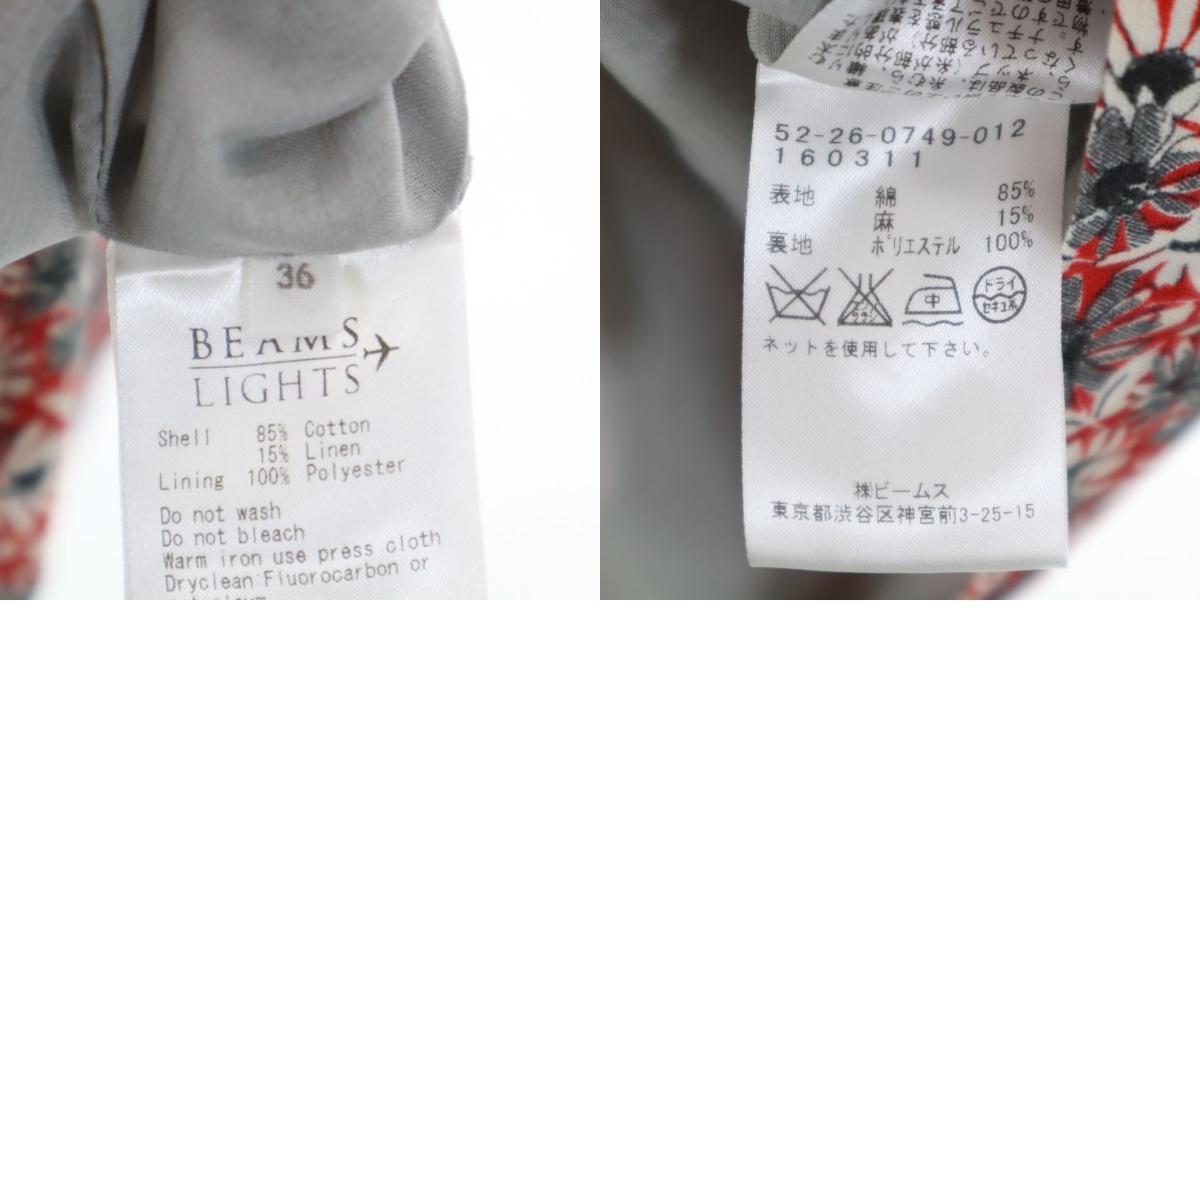 36
BEAMS
LIGHTS
Shell 85% Cotton
15% Linen
Lining 100% Polyester
Do not wash
Do not bleach
Warm iron use press cloth
Dryclean:Fluorocarbon or
52-26-0749-012
160311
表地 綿 85%
麻 15%
裏地 ポリエステル 100%
中 ドライ
セキユ系
ネットを使用して下さい。
㈱ビームス
東京都渋谷区神宮前3-25-15